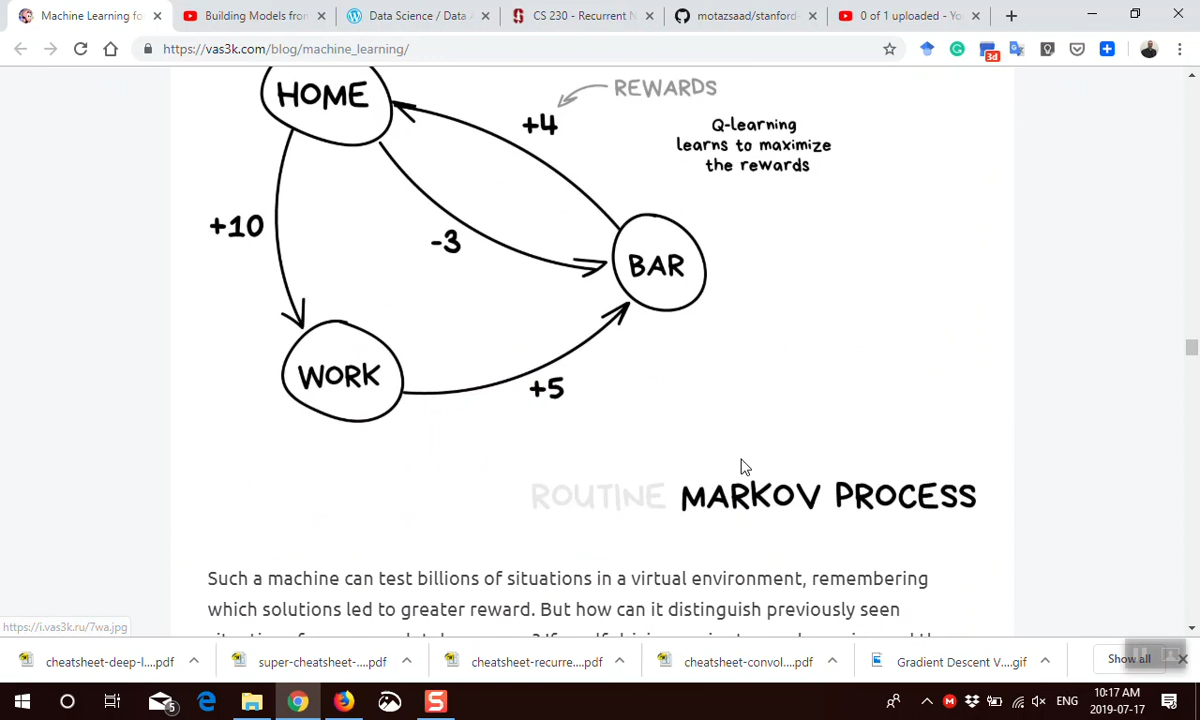 Machine Learning fo
Building Models fron
Data Science / Data A
CS 230 - Recurrent N
motazsaad/stanford-
0 of 1 uploaded - Yo
https://vas3k.com/blog/machine_learning/
3d
HOME
REWARDS
+4
Q-learning
learns to maximize
the rewards
+10
-3
BAR
WORK
+5
ROUTINE MARKOV PROCESS
Such a machine can test billions of situations in a virtual environment, remembering
which solutions led to greater reward. But how can it distinguish previously seen
https://i.vas3k.ru/7wa.jpg
cheatsheet-deep-l....pdf
super-cheatsheet-....pdf
cheatsheet-recurre....pdf
cheatsheet-convol....pdf
Gradient Descent V....gif
Show all
5
ENG
10:17 AM
2019-07-17